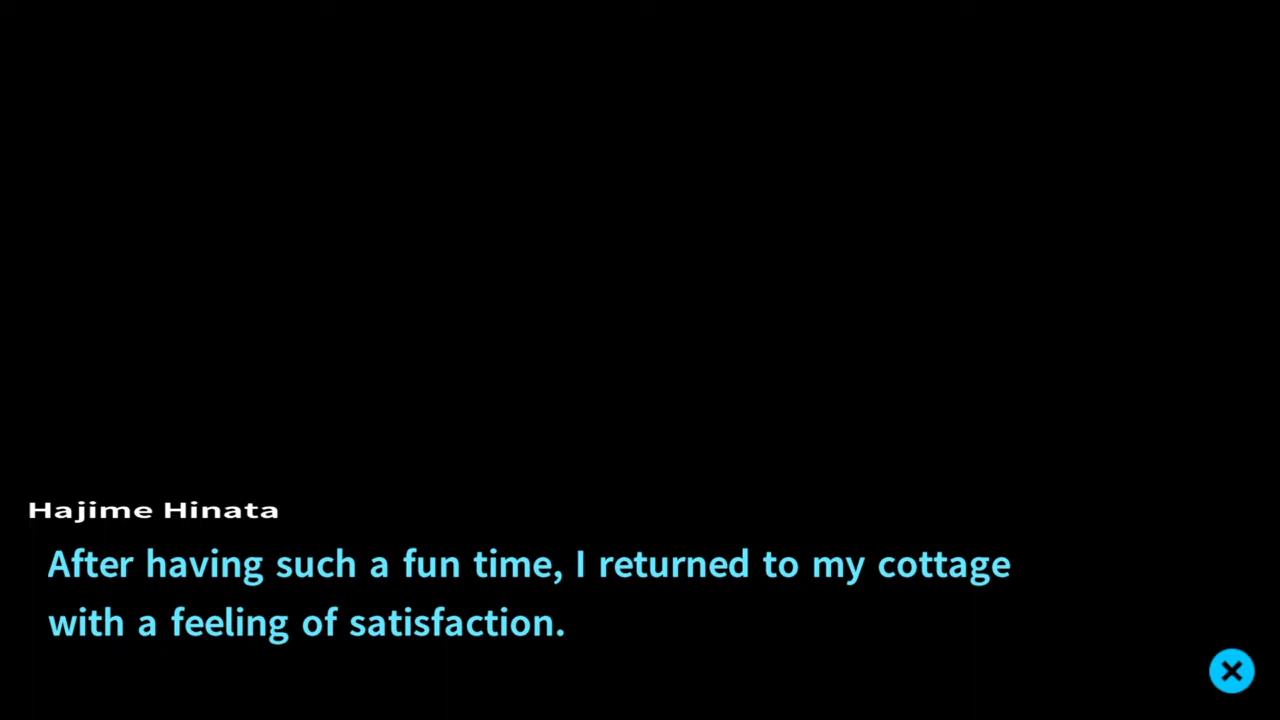 Hajime Hinata
After having such a fun time, I returned to my cottage
with a feeling of satisfaction.